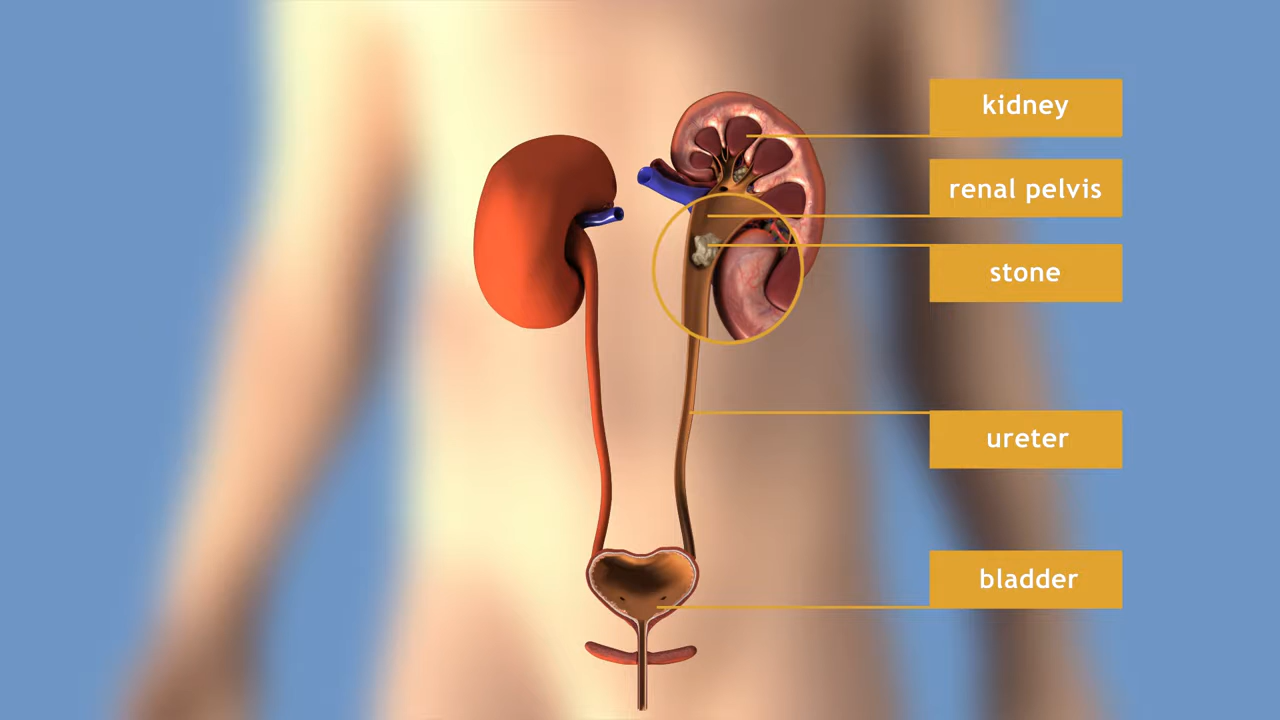 kidney
renal pelvis
stone
ureter
bladder